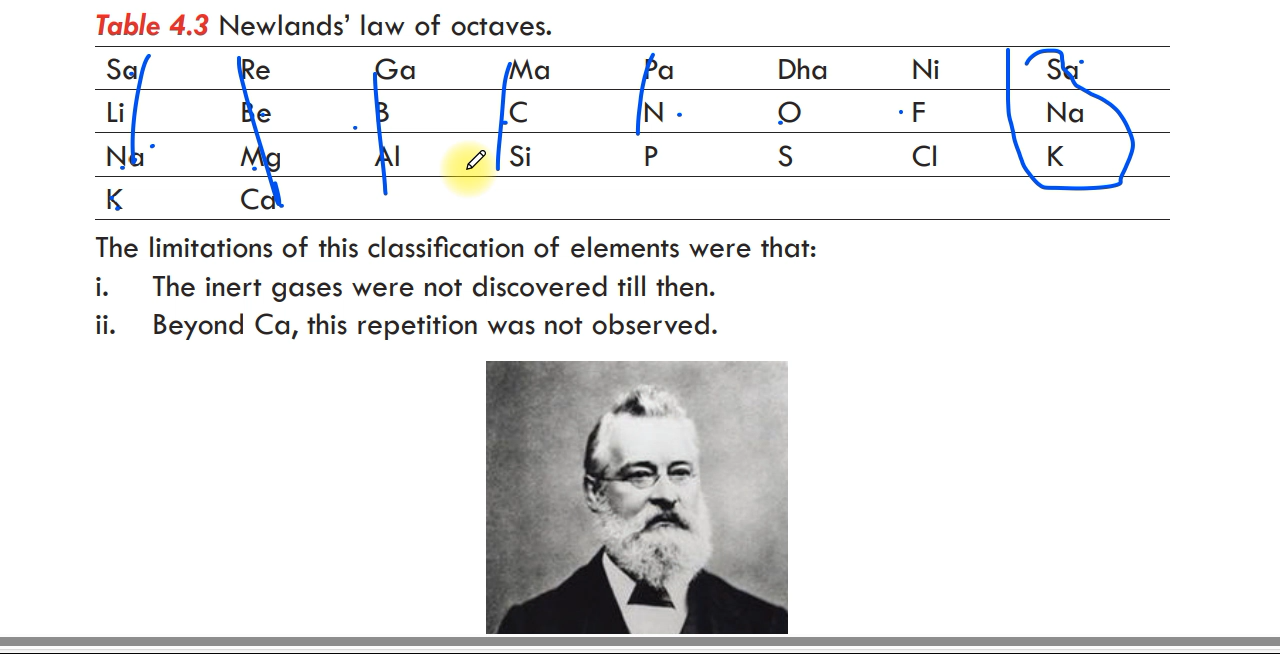 Table 4.3 Newlands’ law of octaves.
Sa Re Ga Ma Pa Dha Ni Sa
Li Be B C N O F Na
Na Mg Al Si P S Cl K
K Ca
The limitations of this classification of elements were that:
i. The inert gases were not discovered till then.
ii. Beyond Ca, this repetition was not observed.